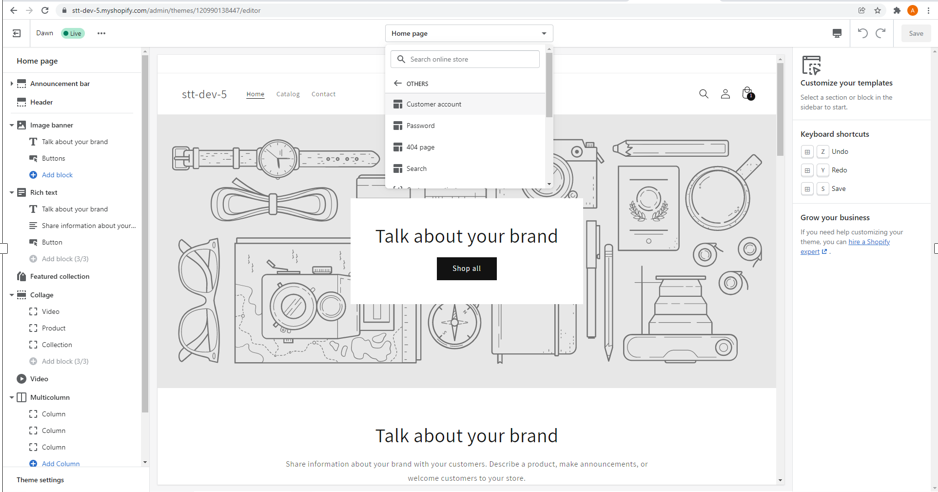 stt-dev-5.myshopify.com/admin/themes/120990138447/editor
A
Dawn
Live
Home page
Save
Home page
Announcement bar
Header
Image banner
Talk about your brand
Buttons
Add block
Rich text
Talk about your brand
Share information about your...
Button
Add block (3/3)
Featured collection
Collage
Video
Product
Collection
Add block (3/3)
Video
Multicolumn
Column
Column
Column
Add Column
Theme settings
Search online store
OTHERS
Customer account
Password
404 page
Search
stt-dev-5
Home
Catalog
Contact
Talk about your brand
Shop all
Talk about your brand
Share information about your brand with your customers. Describe a product, make announcements, or
welcome customers to your store.
Customize your templates
Select a section or block in the
sidebar to start.
Keyboard shortcuts
Z Undo
Y Redo
S Save
Grow your business
If you need help customizing your
theme, you can hire a Shopify
expert .